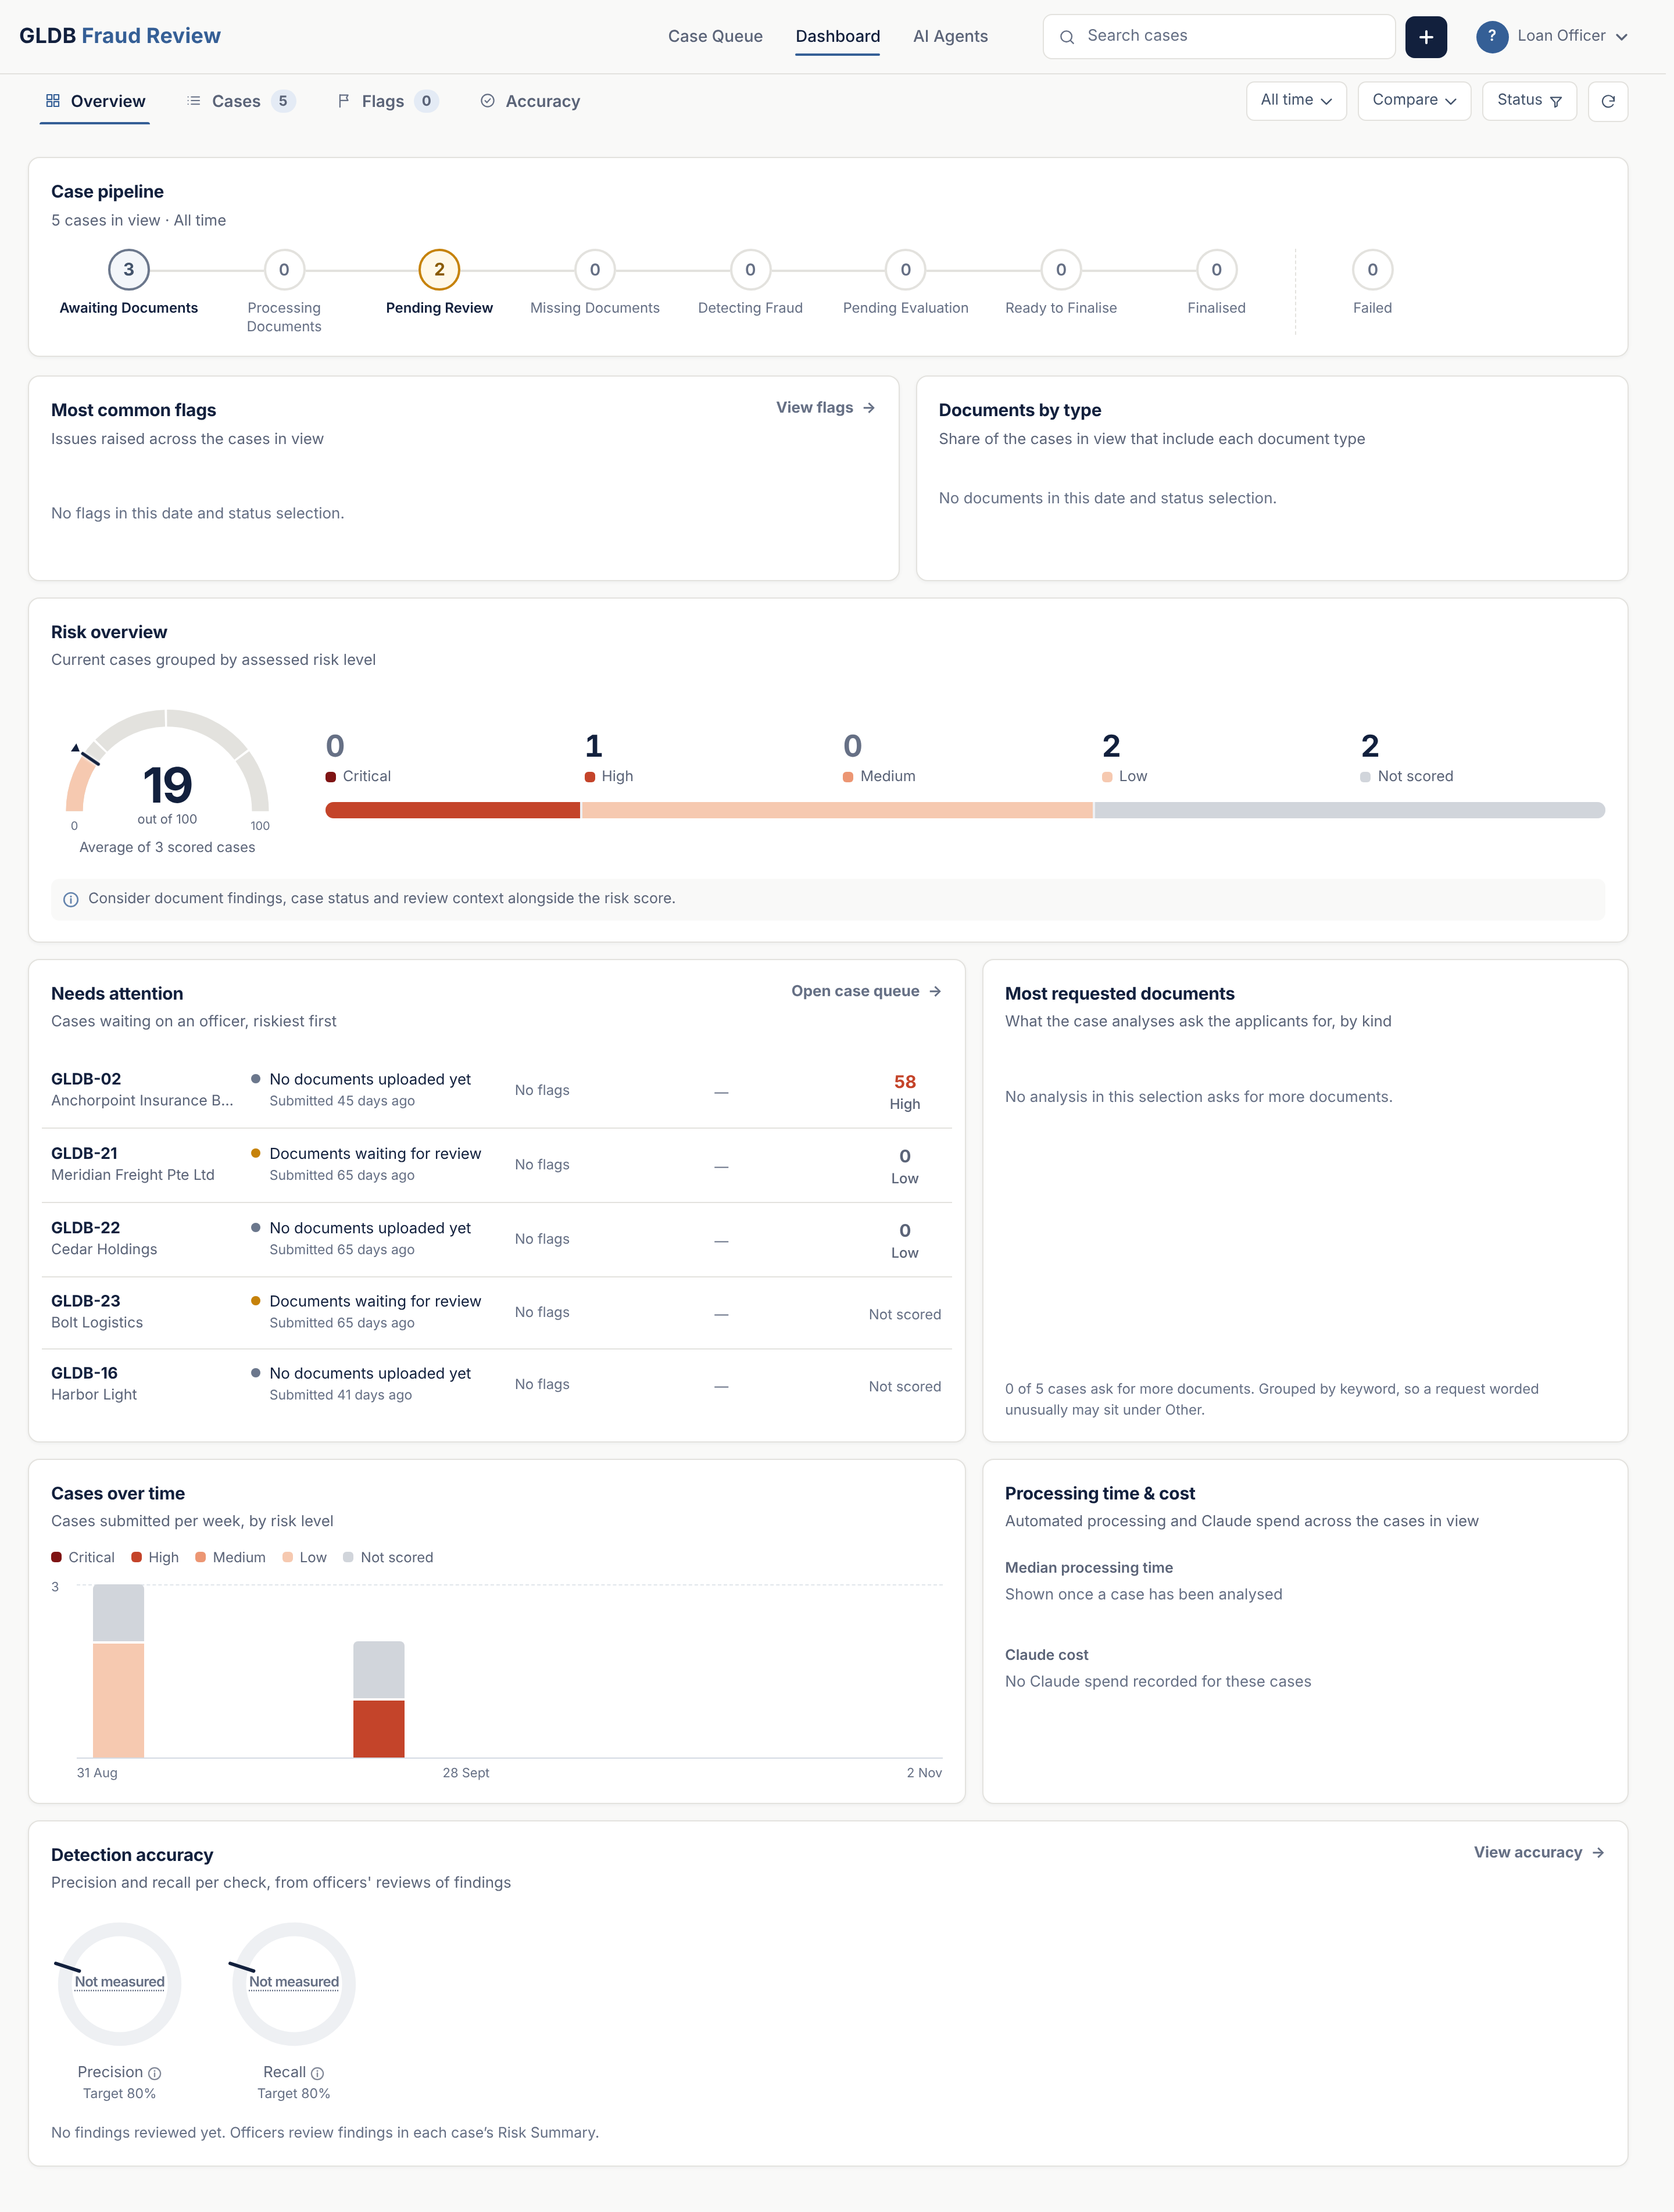 GLDB Fraud Review
Case Queue
Dashboard
AI Agents
Search cases
+
?
Loan Officer
Overview
Cases 5
Flags 0
Accuracy
All time
Compare
Status
Case pipeline
5 cases in view · All time
3
0
2
0
0
0
0
0
0
Awaiting Documents
Processing
Documents
Pending Review
Missing Documents
Detecting Fraud
Pending Evaluation
Ready to Finalise
Finalised
Failed
Most common flags
View flags →
Issues raised across the cases in view
No flags in this date and status selection.
Documents by type
Share of the cases in view that include each document type
No documents in this date and status selection.
Risk overview
Current cases grouped by assessed risk level
19
out of 100
0
100
Average of 3 scored cases
0
Critical
1
High
0
Medium
2
Low
2
Not scored
Consider document findings, case status and review context alongside the risk score.
Needs attention
Open case queue →
Cases waiting on an officer, riskiest first
GLDB-02
Anchorpoint Insurance B...
No documents uploaded yet
Submitted 45 days ago
No flags
—
58
High
GLDB-21
Meridian Freight Pte Ltd
Documents waiting for review
Submitted 65 days ago
No flags
—
0
Low
GLDB-22
Cedar Holdings
No documents uploaded yet
Submitted 65 days ago
No flags
—
0
Low
GLDB-23
Bolt Logistics
Documents waiting for review
Submitted 65 days ago
No flags
—
Not scored
GLDB-16
Harbor Light
No documents uploaded yet
Submitted 41 days ago
No flags
—
Not scored
Most requested documents
What the case analyses ask the applicants for, by kind
No analysis in this selection asks for more documents.
0 of 5 cases ask for more documents. Grouped by keyword, so a request worded
unusually may sit under Other.
Cases over time
Cases submitted per week, by risk level
Critical
High
Medium
Low
Not scored
3
31 Aug
28 Sept
2 Nov
Processing time & cost
Automated processing and Claude spend across the cases in view
Median processing time
Shown once a case has been analysed
Claude cost
No Claude spend recorded for these cases
Detection accuracy
View accuracy →
Precision and recall per check, from officers' reviews of findings
Not measured
Not measured
Precision
Target 80%
Recall
Target 80%
No findings reviewed yet. Officers review findings in each case’s Risk Summary.